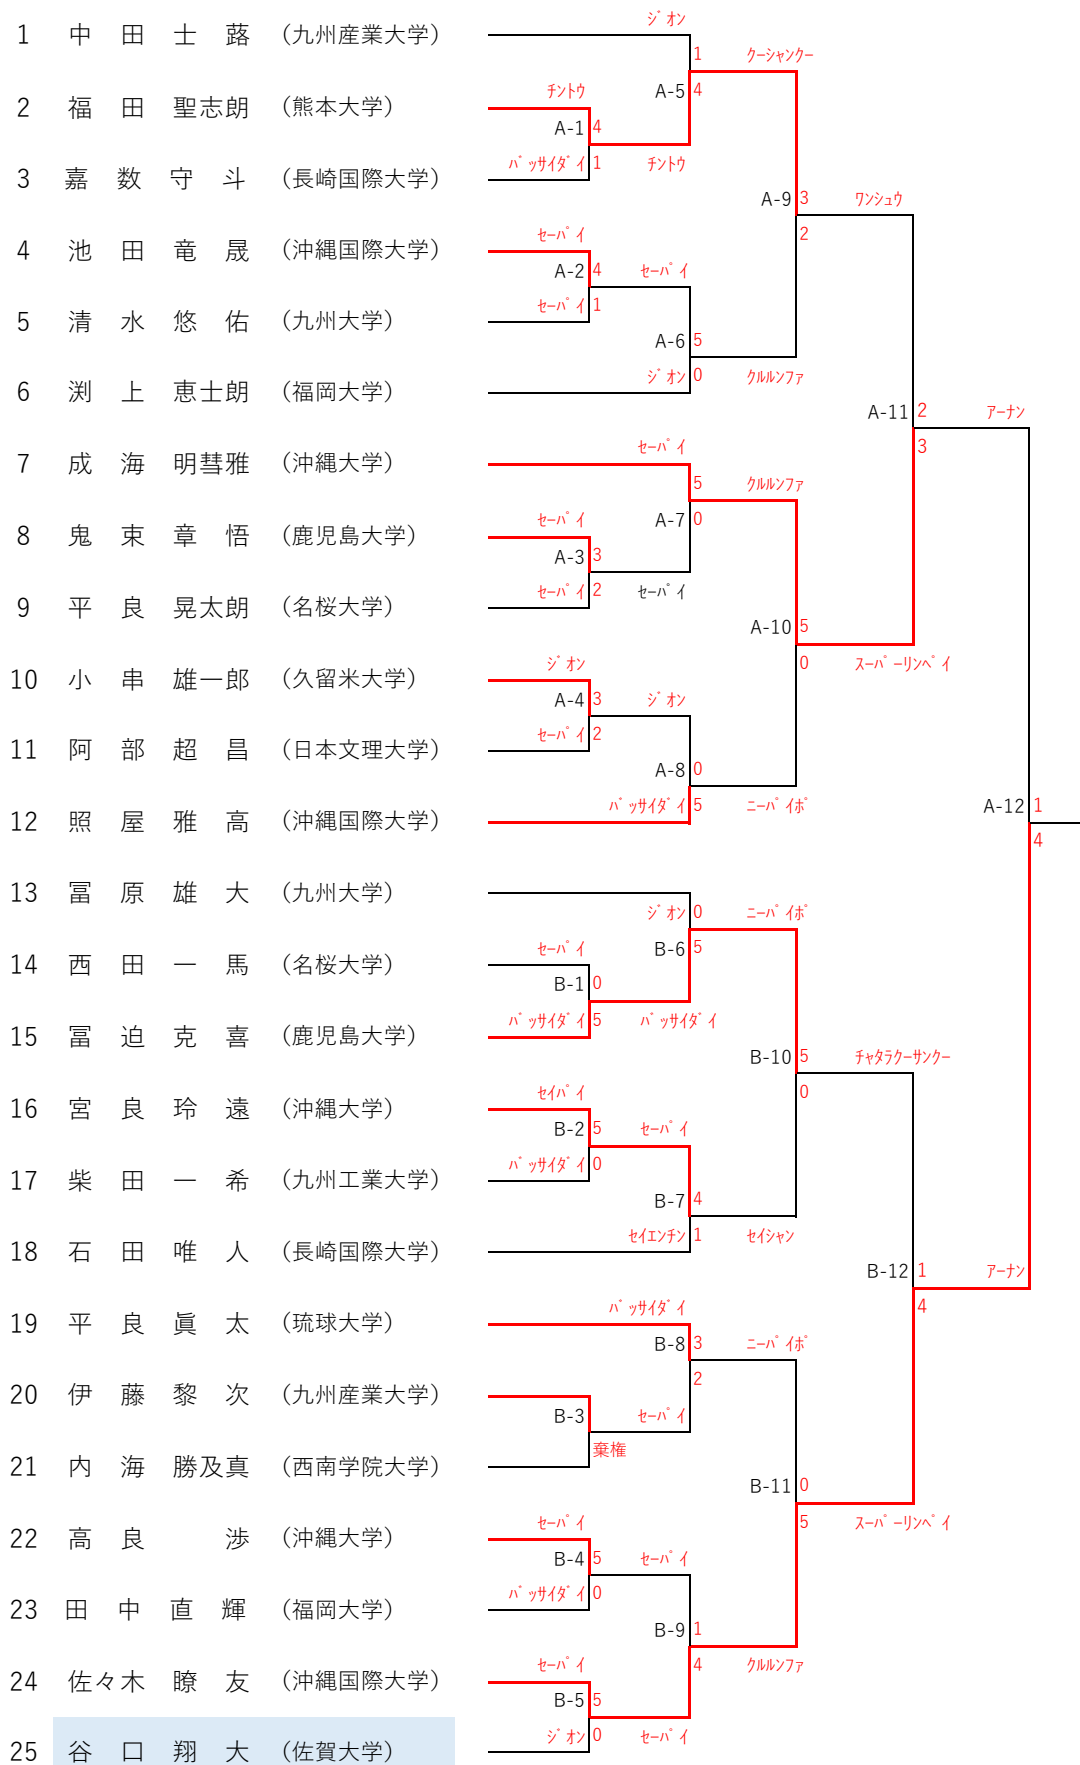 ジオン
1 中田士蕗 (九州産業大学)
1 クーシャンクー
チントウ A-5 4
2 福田聖志朗 (熊本大学)
A-1 4
バッサイダイ 1 チントウ
3 嘉数守斗 (長崎国際大学)
A-9 3 ワンシュウ
2
セーパイ
4 池田竜晟 (沖縄国際大学)
A-2 4 セーパイ
セーパイ 1
5 清水悠佑 (九州大学)
A-6 5
ジオン 0 クルルンファ
6 渕上恵士朗 (福岡大学)
A-11 2 アーナン
3
セーパイ
7 成海明彗雅 (沖縄大学)
5 クルルンファ
セーパイ A-7 0
8 鬼束章悟 (鹿児島大学)
A-3 3
セーパイ 2 セーパイ
9 平良晃太朗 (名桜大学)
A-10 5
0 スーパーリンペイ
ジオン
10 小串雄一郎 (久留米大学)
A-4 3 ジオン
セーパイ 2
11 阿部超昌 (日本文理大学)
A-8 0
バッサイダイ 5 ニーパイポ
12 照屋雅高 (沖縄国際大学)
A-12 1
4
13 冨原雄大 (九州大学)
ジオン 0 ニーパイポ
セーパイ B-6 5
14 西田一馬 (名桜大学)
B-1 0
バッサイダイ 5 バッサイダイ
15 冨迫克喜 (鹿児島大学)
B-10 5 チャタラクーサンクー
0
セイパイ
16 宮良玲遠 (沖縄大学)
B-2 5 セーパイ
バッサイダイ 0
17 柴田一希 (九州工業大学)
B-7 4
セイエンチン 1 セイシャン
18 石田唯人 (長崎国際大学)
B-12 1 アーナン
4
バッサイダイ
19 平良眞太 (琉球大学)
B-8 3 ニーパイポ
2
20 伊藤黎次 (九州産業大学)
B-3 セーパイ
棄権
21 内海勝及真 (西南学院大学)
B-11 0
5 スーパーリンペイ
セーパイ
22 高良渉 (沖縄大学)
B-4 5 セーパイ
バッサイダイ 0
23 田中直輝 (福岡大学)
B-9 1
セーパイ 4 クルルンファ
24 佐々木瞭友 (沖縄国際大学)
B-5 5
ジオン 0 セーパイ
25 谷口翔大 (佐賀大学)